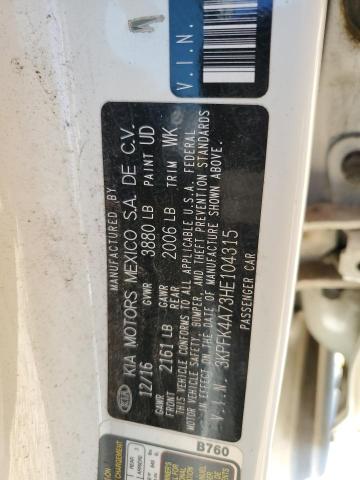 V.I.N.
MANUFACTURED BY
KIA KIA MOTORS MEXICO S.A. DE C.V.
12/16 GVWR 3880 LB PAINT UD
GAWR FRONT 2161 LB GAWR REAR 2006 LB TRIM WK
THIS VEHICLE CONFORMS TO ALL APPLICABLE U.S.A. FEDERAL
MOTOR VEHICLE SAFETY, BUMPER, AND THEFT PREVENTION STANDARDS
IN EFFECT ON THE DATE OF MANUFACTURE SHOWN ABOVE.
V.I.N. 3KPFK4A73HE104315
PASSENGER CAR
B760
REAR